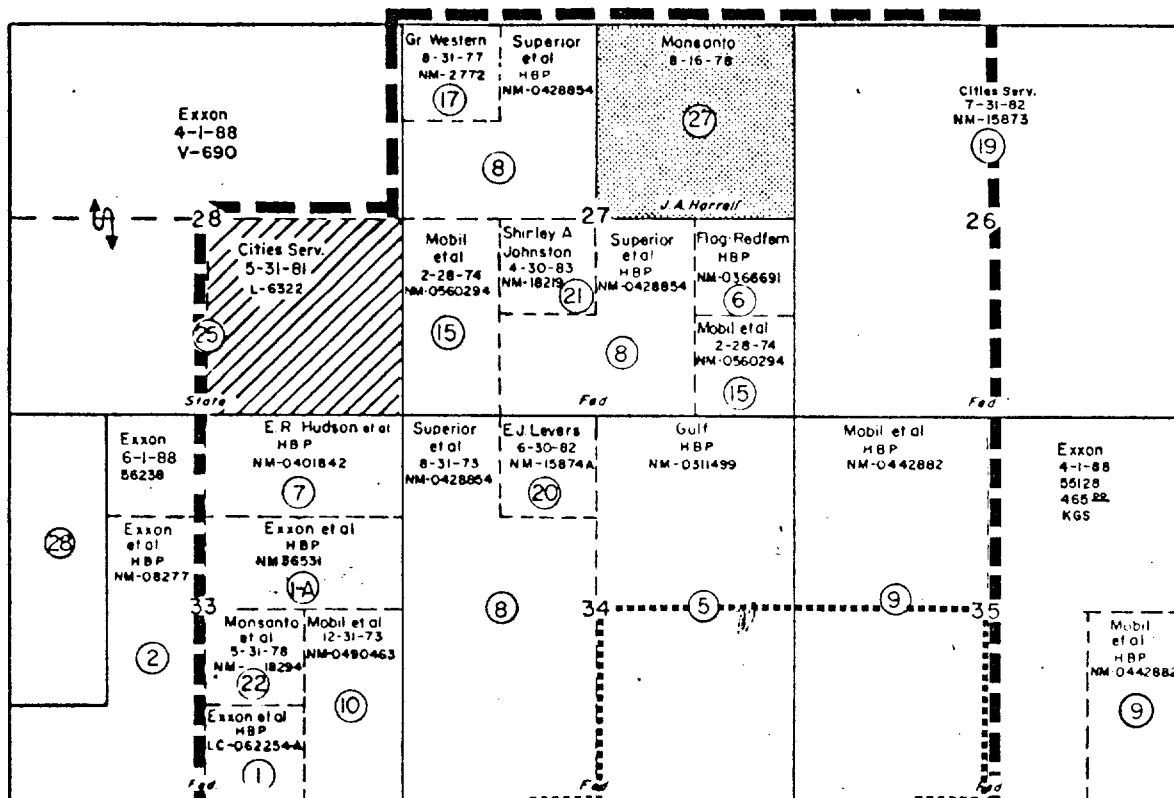 Exxon
4-1-88
V-690
Gr Western
8-31-77
NM-2772
17
Superior
et al
HBP
NM-0428854
8
Monsanto
8-16-78
27
J.A. Harrell
Cities Serv.
7-31-82
NM-15873
19
28
27
26
Cities Serv.
5-31-81
L-6322
25
State
Mobil
et al
2-28-74
NM-0560294
15
Shirley A
Johnston
4-30-83
NM-18219
21
Superior
et al
HBP
NM-0428854
8
Flag-Redfern
HBP
NM-0366691
6
Mobil et al
2-28-74
NM-0560294
15
Fed
Fed
28
Exxon
6-1-88
56238
E.R. Hudson et al
HBP
NM-0401842
7
Superior
et al
8-31-73
NM-0428854
E.J. Levers
6-30-82
NM-15874A
20
Gulf
HBP
NM-0311499
Mobil et al
HBP
NM-0442882
Exxon
4-1-88
55128
465 00
KGS
Exxon
et al
HBP
NM-08277
2
Exxon et al
HBP
NM 36531
1-A
33
8
34
5
9
35
Monsanto
et al
5-31-78
NM- 18294
22
Mobil et al
12-31-73
NM-0490463
10
Exxon et al
HBP
LC-062254-A
1
Mobil
et al
HBP
NM-0442882
9
Fed.
Fed
Fed